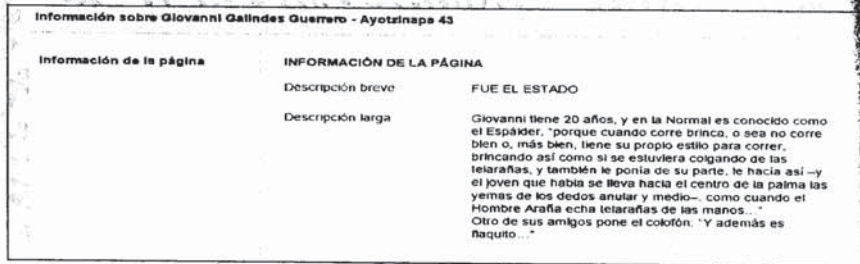 Información sobre Giovanni Galindes Guerrero - Ayotzinapa 43
Información de la página
INFORMACIÓN DE LA PÁGINA
Descripción breve
FUE EL ESTADO
Descripción larga
Giovanni tiene 20 años, y en la Normal es conocido como
el Espáider, "porque cuando corre brinca, o sea no corre
bien o, más bien, tiene su propio estilo para correr,
brincando así como si se estuviera colgando de las
telarañas, y también le ponía de su parte, le hacía así –y
el joven que habla se lleva hacia el centro de la palma las
yemas de los dedos anular y medio–, como cuando el
Hombre Araña echa telarañas de las manos..."
Otro de sus amigos pone el colofón: "Y además es
flaquito..."